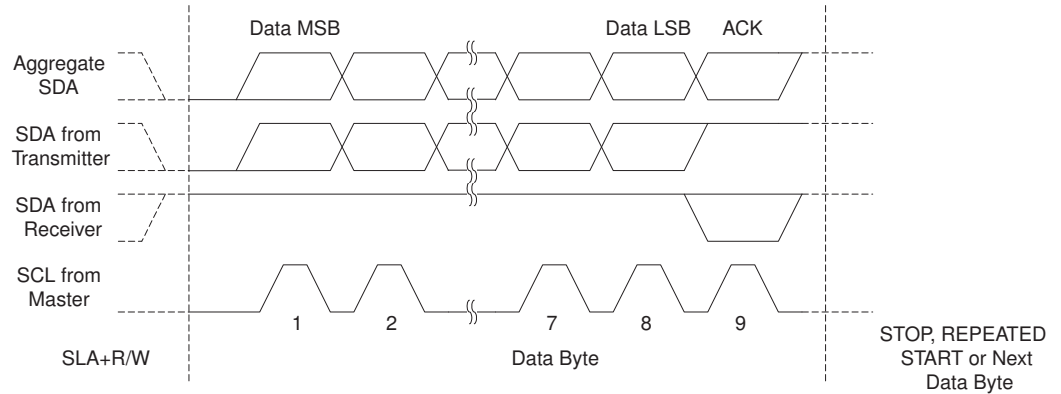 Data MSB
Data LSB
ACK
Aggregate
SDA
SDA from
Transmitter
SDA from
Receiver
SCL from
Master
1
2
7
8
9
SLA+R/W
Data Byte
STOP, REPEATED
START or Next
Data Byte